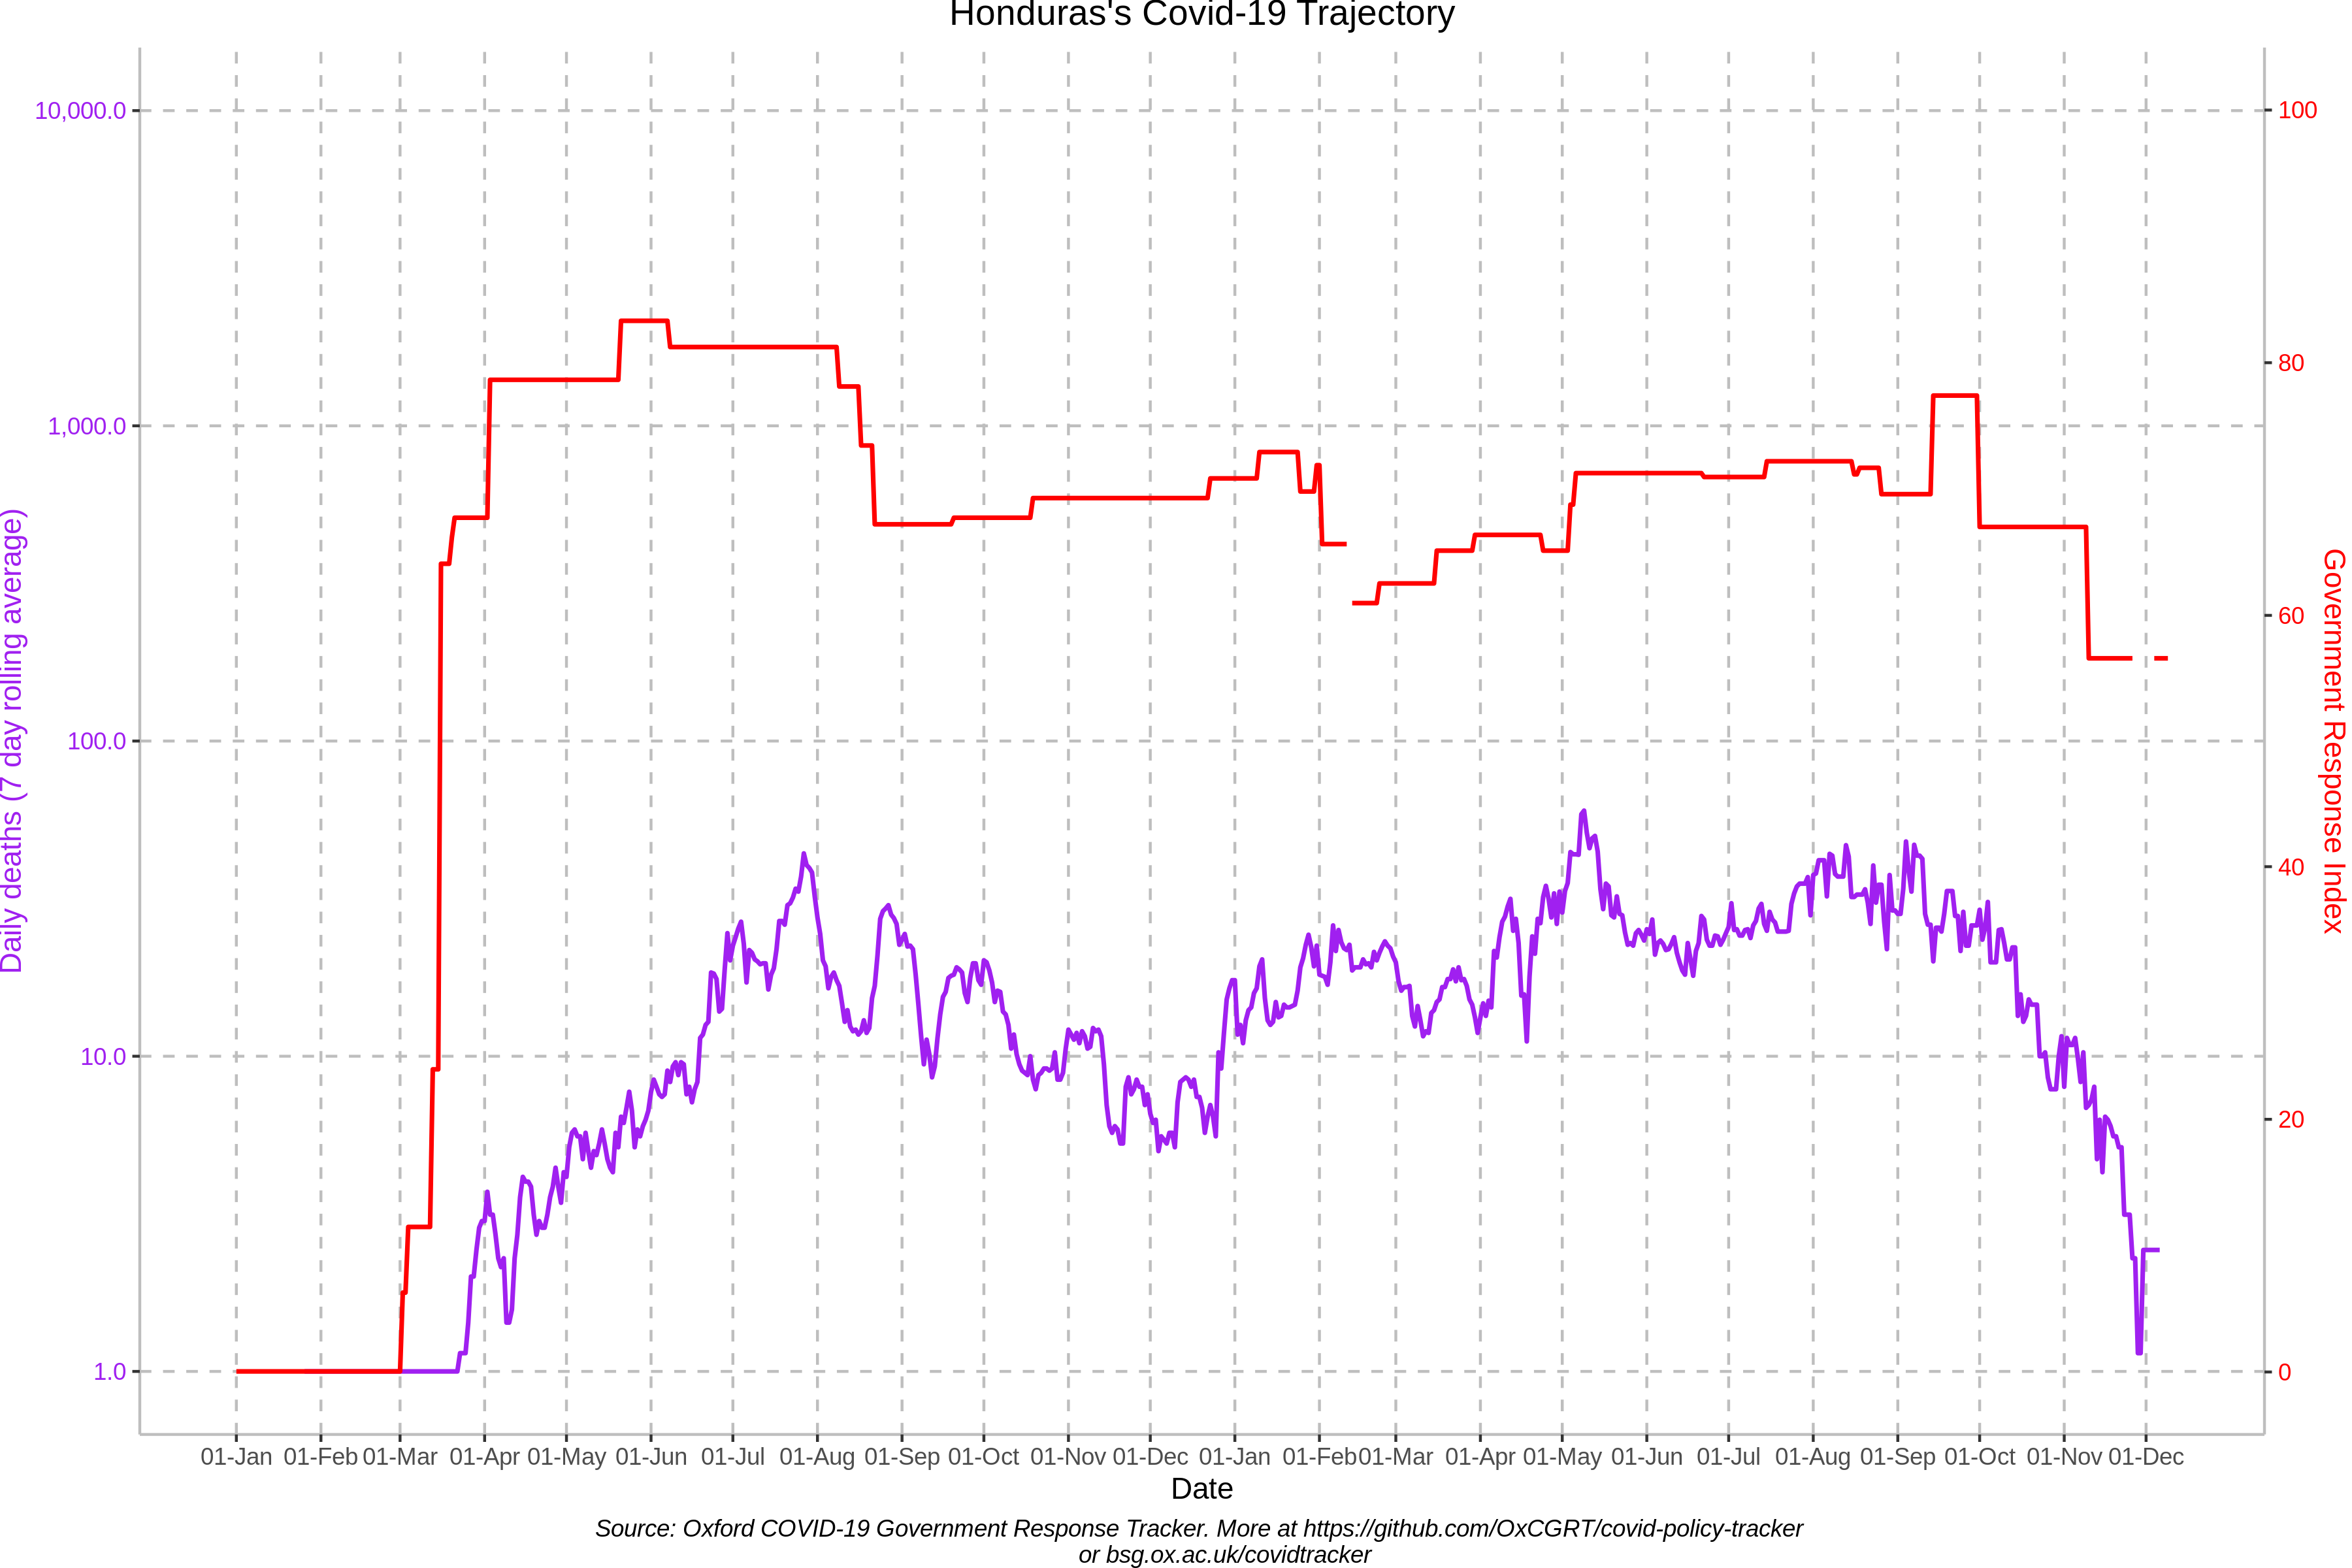 Honduras's Covid-19 Trajectory
10,000.0
1,000.0
100.0
10.0
1.0
Daily deaths (7 day rolling average)
100
80
60
40
20
0
Government Response Index
01-Jan 01-Feb 01-Mar 01-Apr 01-May 01-Jun 01-Jul 01-Aug 01-Sep 01-Oct 01-Nov 01-Dec 01-Jan 01-Feb 01-Mar 01-Apr 01-May 01-Jun 01-Jul 01-Aug 01-Sep 01-Oct 01-Nov 01-Dec
Date
Source: Oxford COVID-19 Government Response Tracker. More at https://github.com/OxCGRT/covid-policy-tracker
or bsg.ox.ac.uk/covidtracker